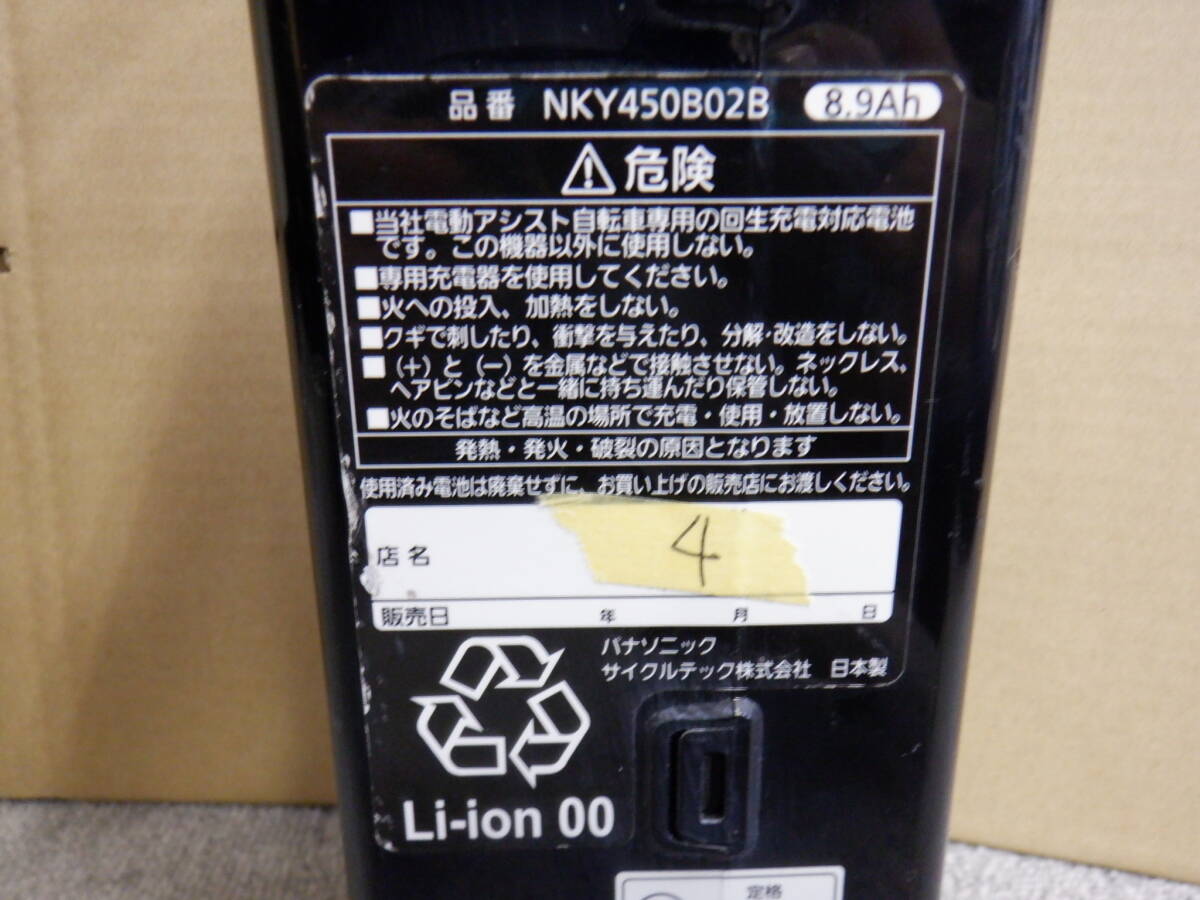 品番 NKY450B02B 8.9Ah
⚠危険
■当社電動アシスト自転車専用の回生充電対応電池
です。この機器以外に使用しない。
■専用充電器を使用してください。
■火への投入、加熱をしない。
■クギで刺したり、衝撃を与えたり、分解・改造をしない。
■(+)と(−)を金属などで接触させない。ネックレス、
ヘアピンなどと一緒に持ち運んだり保管しない。
■火のそばなど高温の場所で充電・使用・放置しない。
発熱・発火・破裂の原因となります
使用済み電池は廃棄せずに、お買い上げの販売店にお渡しください。
店名
4
販売日 年 月 日
パナソニック
サイクルテック株式会社 日本製
Li-ion 00
定格